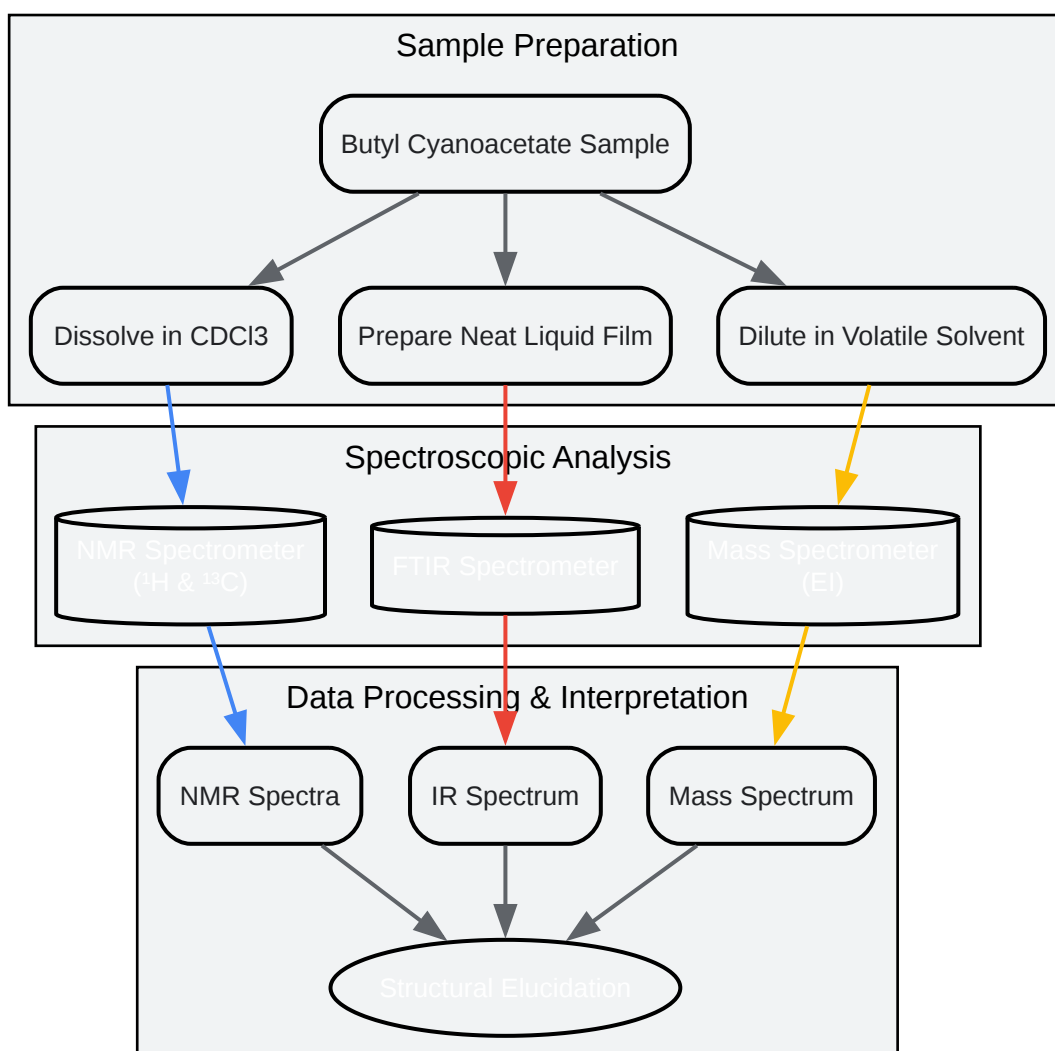 Sample Preparation
Butyl Cyanoacetate Sample
Dissolve in CDCl3
Prepare Neat Liquid Film
Dilute in Volatile Solvent
Spectroscopic Analysis
NMR Spectrometer
(¹H & ¹³C)
FTIR Spectrometer
Mass Spectrometer
(EI)
Data Processing & Interpretation
NMR Spectra
IR Spectrum
Mass Spectrum
Structural Elucidation